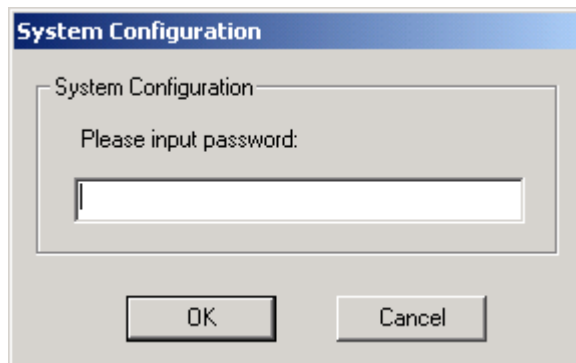 System Configuration
System Configuration
Please input password:
OK
Cancel